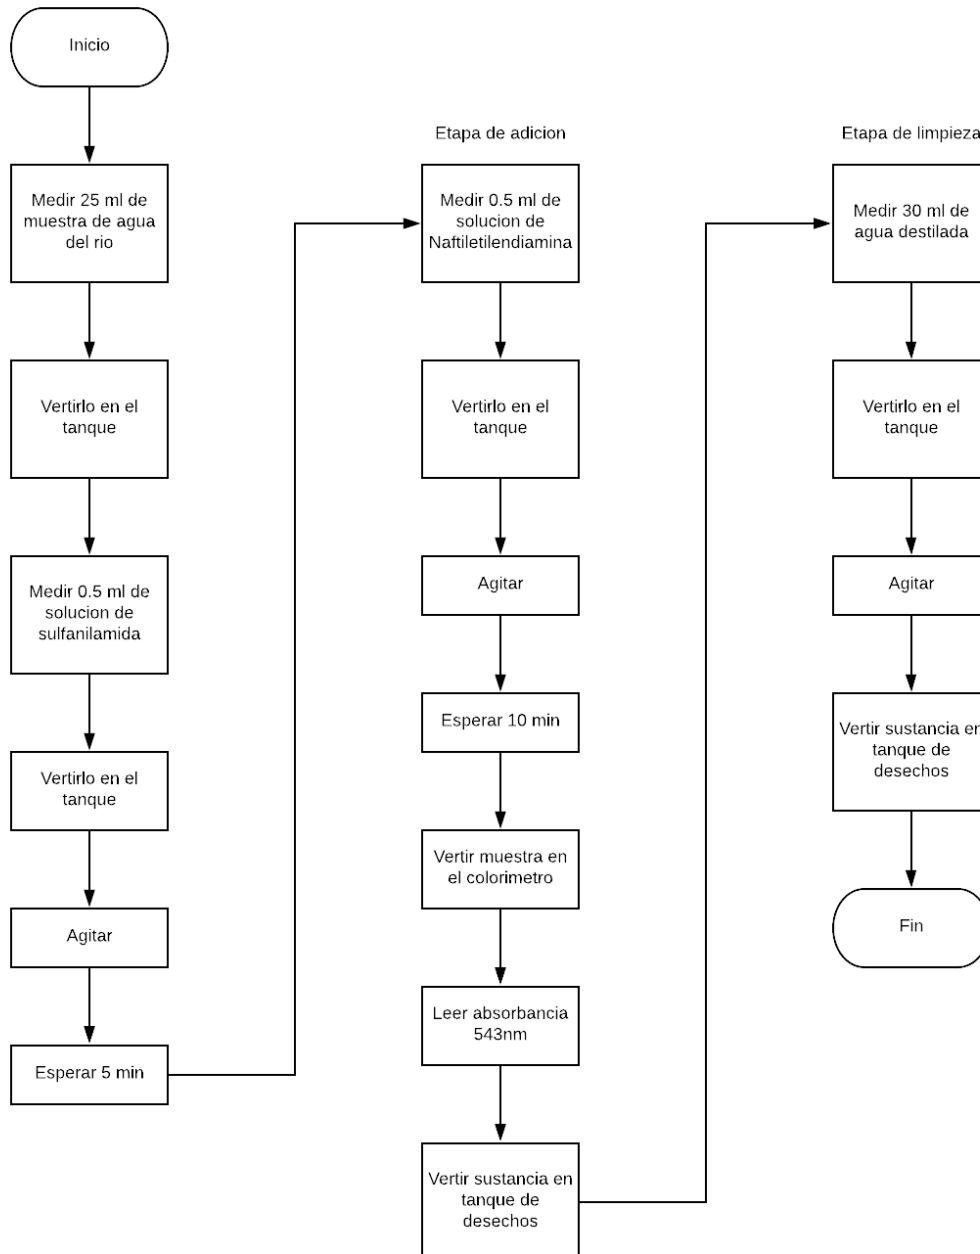 Inicio
Medir 25 ml de
muestra de agua
del rio
Vertirlo en el
tanque
Medir 0.5 ml de
solucion de
sulfanilamida
Vertirlo en el
tanque
Agitar
Esperar 5 min
Etapa de adicion
Medir 0.5 ml de
solucion de
Naftiletilendiamina
Vertirlo en el
tanque
Agitar
Esperar 10 min
Vertir muestra en
el colorimetro
Leer absorbancia
543nm
Vertir sustancia en
tanque de
desechos
Etapa de limpieza
Medir 30 ml de
agua destilada
Vertirlo en el
tanque
Agitar
Vertir sustancia en
tanque de
desechos
Fin